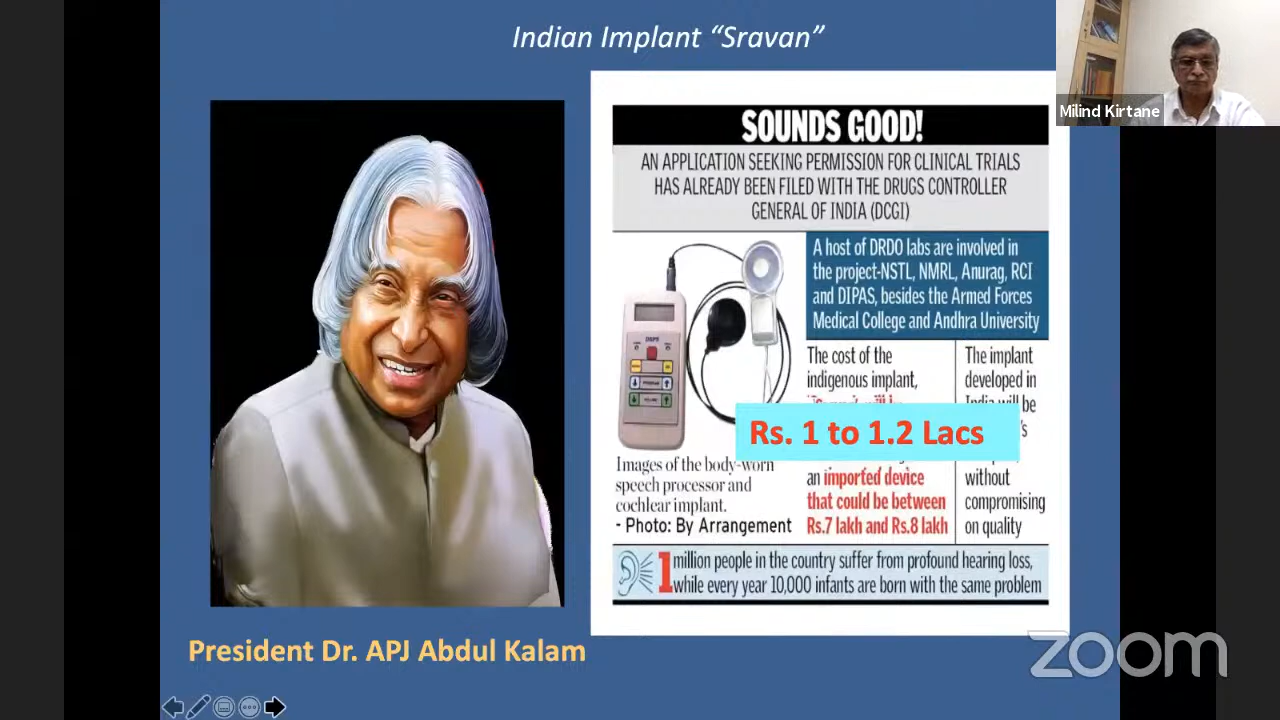 Indian Implant “Sravan”
Milind Kirtane
SOUNDS GOOD!
AN APPLICATION SEEKING PERMISSION FOR CLINICAL TRIALS
HAS ALREADY BEEN FILED WITH THE DRUGS CONTROLLER
GENERAL OF INDIA (DCGI)
A host of DRDO labs are involved in
the project-NSTL, NMRL, Anurag, RCI
and DIPAS, besides the Armed Forces
Medical College and Andhra University
The cost of the
indigenous implant,
Rs. 1 to 1.2 Lacs
an imported device
that could be between
Rs.7 lakh and Rs.8 lakh
The implant
developed in
India will be
without
compromising
on quality
Images of the body-worn
speech processor and
cochlear implant.
- Photo: By Arrangement
1 million people in the country suffer from profound hearing loss,
while every year 10,000 infants are born with the same problem
President Dr. APJ Abdul Kalam
zoom